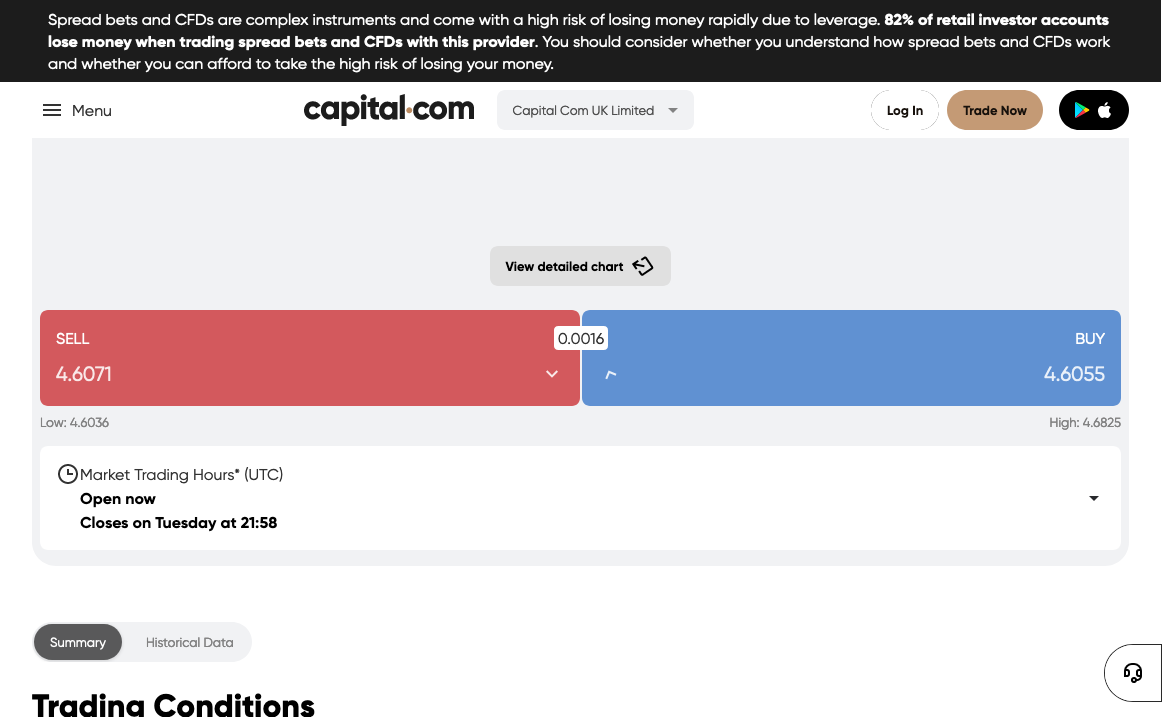 Spread bets and CFDs are complex instruments and come with a high risk of losing money rapidly due to leverage. 82% of retail investor accounts
lose money when trading spread bets and CFDs with this provider. You should consider whether you understand how spread bets and CFDs work
and whether you can afford to take the high risk of losing your money.
Menu
capital.com
Capital Com UK Limited
Log In
Trade Now
View detailed chart
SELL
0.0016
BUY
4.6071
4.6055
Low: 4.6036
High: 4.6825
Market Trading Hours* (UTC)
Open now
Closes on Tuesday at 21:58
Summary
Historical Data
Trading Conditions